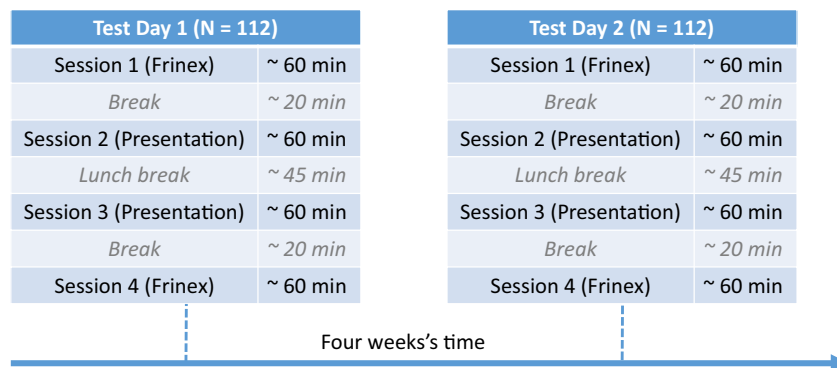 Test Day 1 (N = 112)
Session 1 (Frinex) ~ 60 min
Break ~ 20 min
Session 2 (Presentation) ~ 60 min
Lunch break ~ 45 min
Session 3 (Presentation) ~ 60 min
Break ~ 20 min
Session 4 (Frinex) ~ 60 min
Test Day 2 (N = 112)
Session 1 (Frinex) ~ 60 min
Break ~ 20 min
Session 2 (Presentation) ~ 60 min
Lunch break ~ 45 min
Session 3 (Presentation) ~ 60 min
Break ~ 20 min
Session 4 (Frinex) ~ 60 min
Four weeks's time